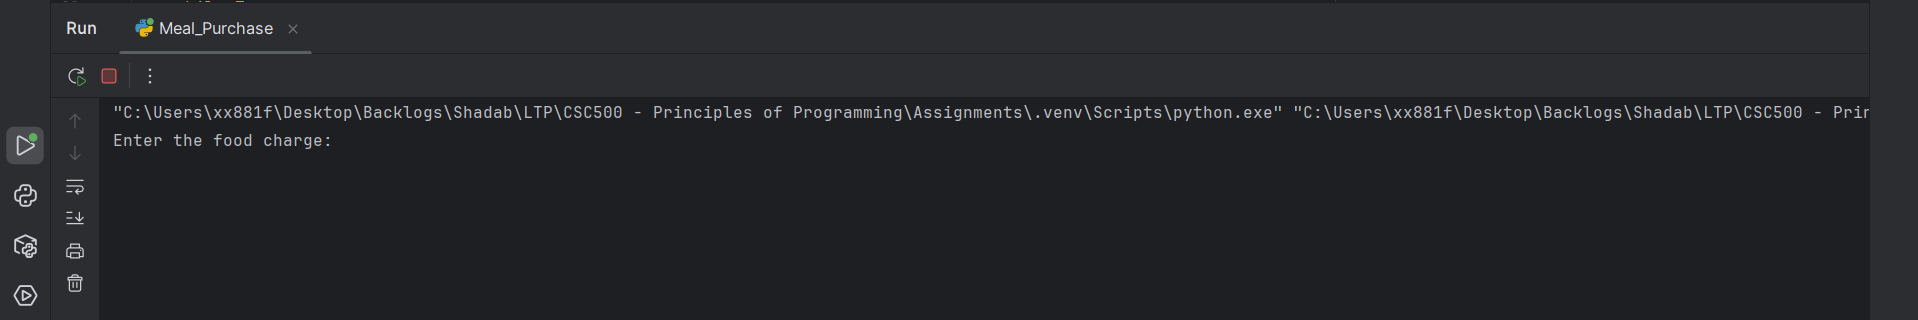 Run Meal_Purchase
"C:\Users\xx881f\Desktop\Backlogs\Shadab\LTP\CSC500 - Principles of Programming\Assignments\.venv\Scripts\python.exe" "C:\Users\xx881f\Desktop\Backlogs\Shadab\LTP\CSC500 - Prin
Enter the food charge: